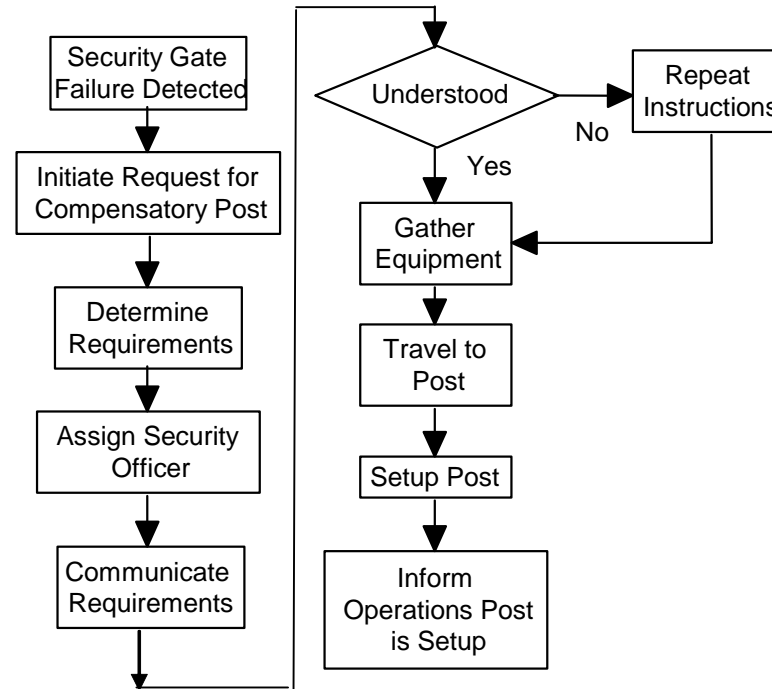 Security Gate
Failure Detected
Initiate Request for
Compensatory Post
Determine
Requirements
Assign Security
Officer
Communicate
Requirements
Understood
No
Yes
Repeat
Instructions
Gather
Equipment
Travel to
Post
Setup Post
Inform
Operations Post
is Setup